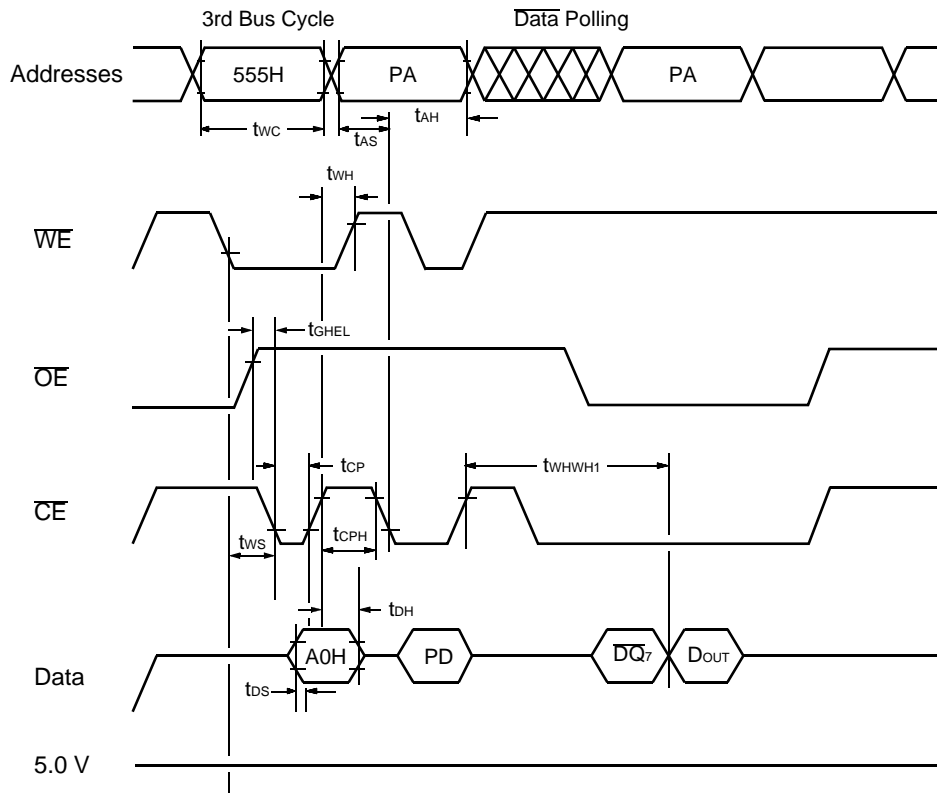 3rd Bus Cycle
Data Polling
Addresses
555H
PA
PA
tWC
tAS
tAH
tWH
WE
tGHEL
OE
tCP
tWHWH1
CE
tWS
tCPH
tDH
Data
A0H
PD
DQ7
DOUT
tDS
5.0 V